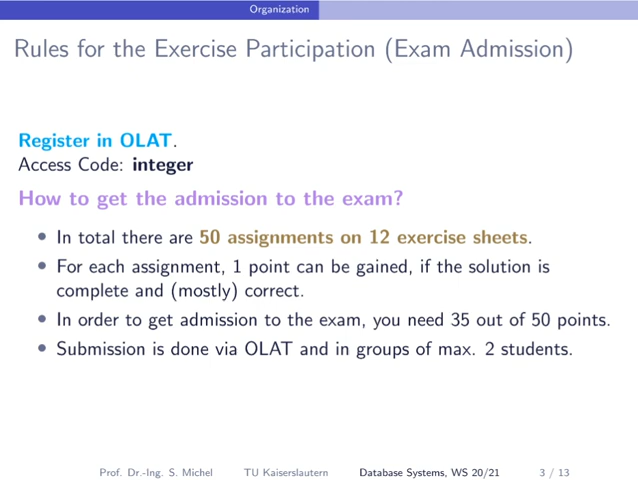 Organization
Rules for the Exercise Participation (Exam Admission)
Register in OLAT.
Access Code: integer
How to get the admission to the exam?
• In total there are 50 assignments on 12 exercise sheets.
• For each assignment, 1 point can be gained, if the solution is
complete and (mostly) correct.
• In order to get admission to the exam, you need 35 out of 50 points.
• Submission is done via OLAT and in groups of max. 2 students.
Prof. Dr.-Ing. S. Michel TU Kaiserslautern Database Systems, WS 20/21 3 / 13